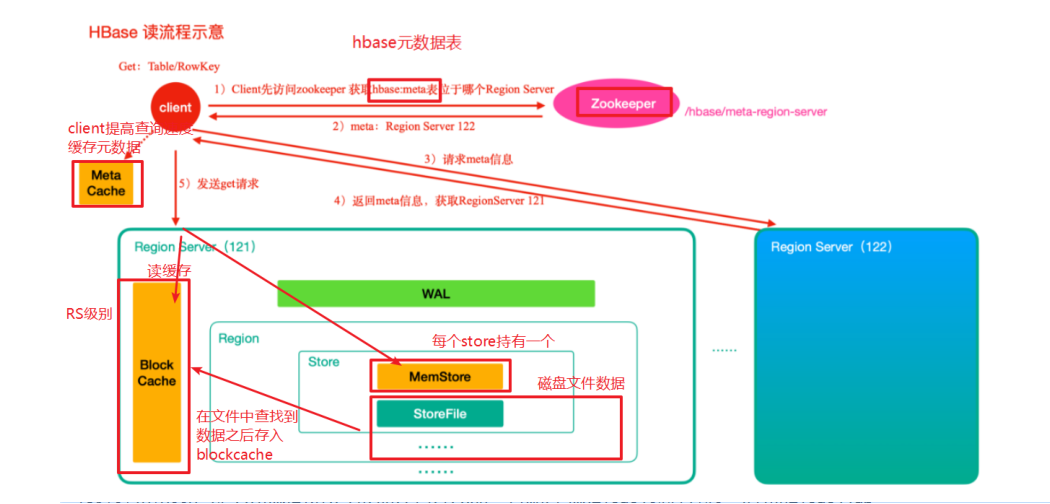 HBase 读流程示意
hbase元数据表
Get: Table/RowKey
1）Client先访问zookeeper 获取hbase:meta表位于哪个Region Server
client
Zookeeper
/hbase/meta-region-server
2）meta: Region Server 122
client提高查询速度
缓存元数据
3）请求meta信息
Meta
Cache
5）发送get请求
4）返回meta信息，获取RegionServer 121
Region Server（121）
Region Server（122）
读缓存
RS级别
WAL
Region
每个store持有一个
Store
……
Block
Cache
MemStore
磁盘文件数据
StoreFile
在文件中查找到
数据之后存入
blockcache
……
……